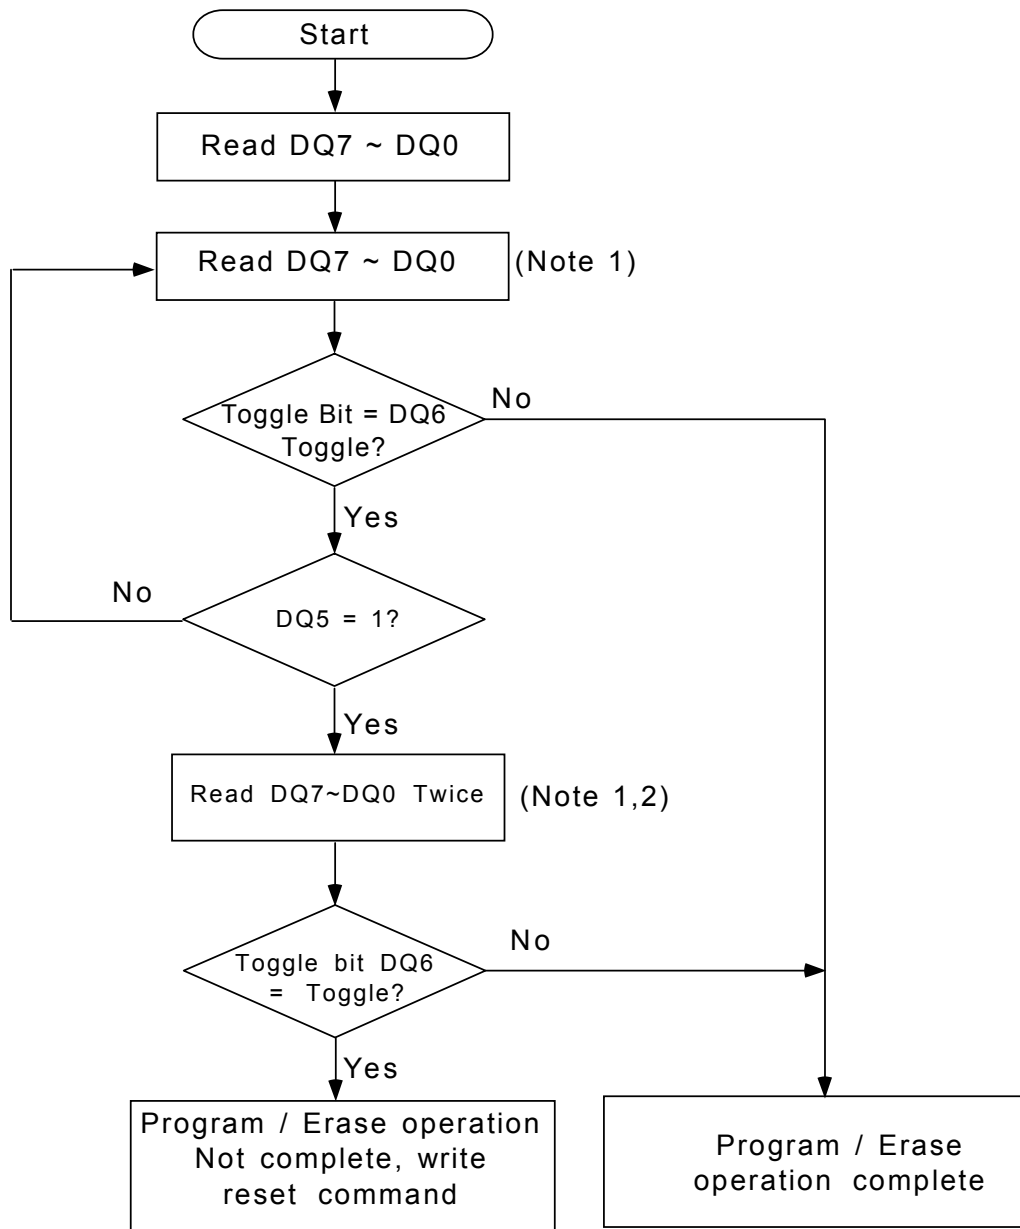 Start
Read DQ7 ~ DQ0
Read DQ7 ~ DQ0
(Note 1)
Toggle Bit = DQ6
Toggle?
No
Yes
DQ5 = 1?
No
Yes
Read DQ7~DQ0 Twice
(Note 1,2)
Toggle bit DQ6
= Toggle?
No
Yes
Program / Erase operation
Not complete, write
reset command
Program / Erase
operation complete